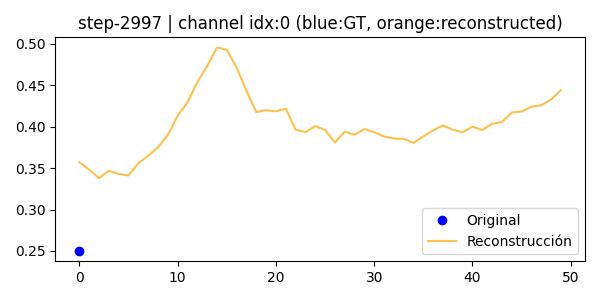 step-2997 | channel idx:0 (blue:GT, orange:reconstructed)
0.50
0.45
0.40
0.35
0.30
0.25
Original
Reconstrucción
0 10 20 30 40 50